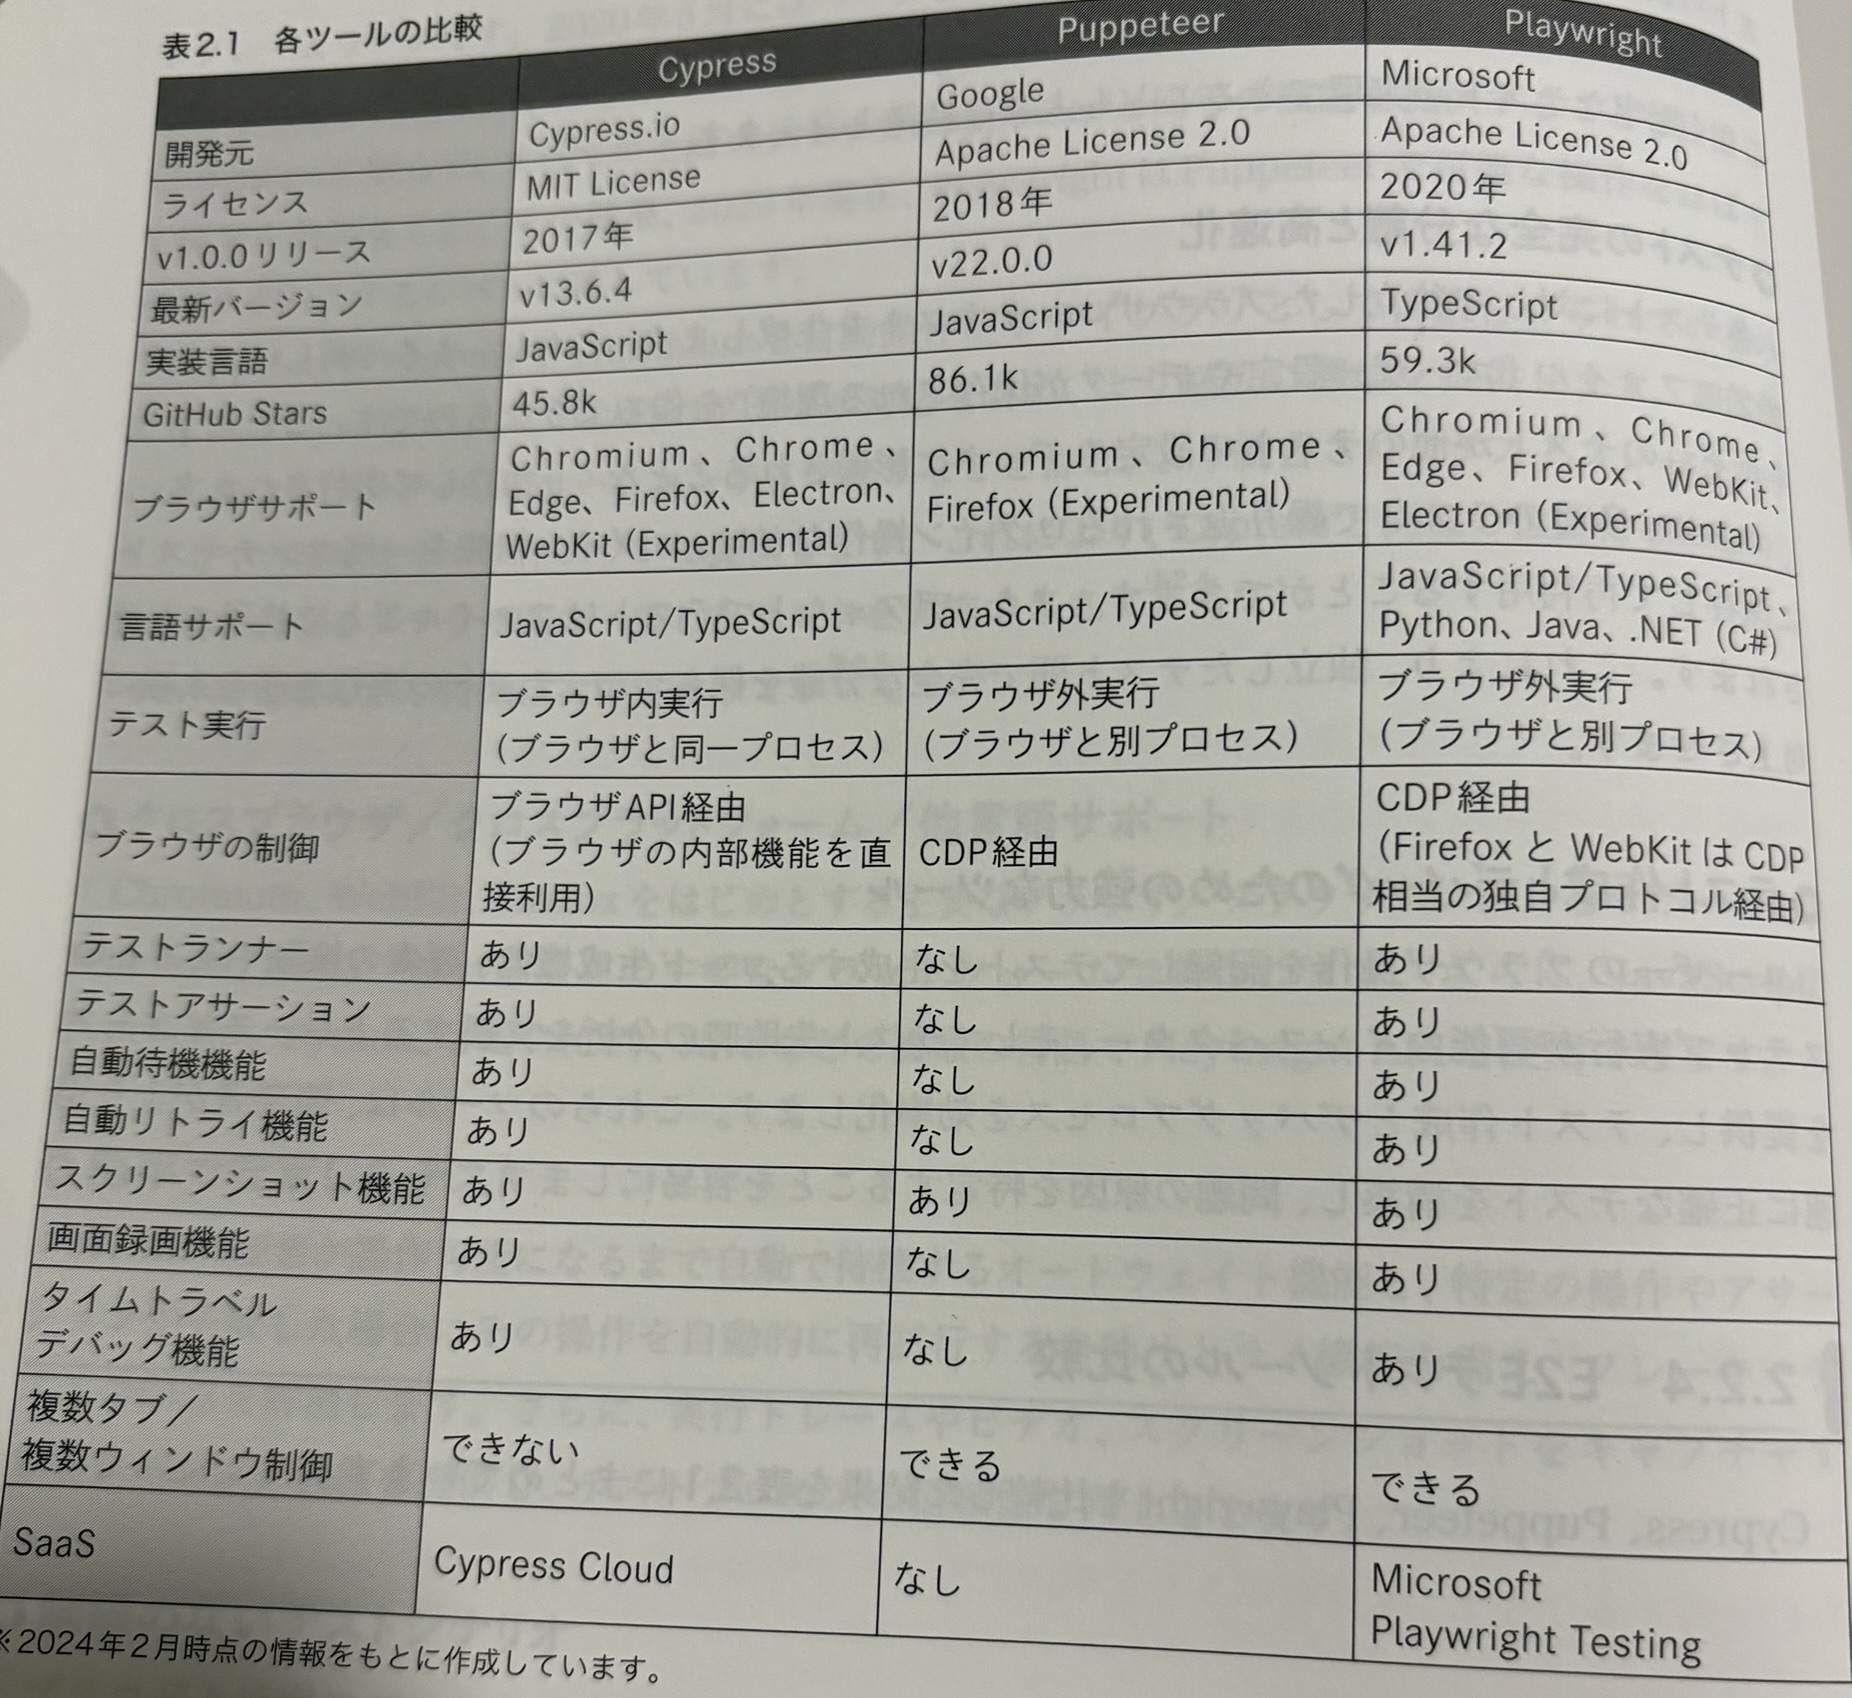 表2.1 各ツールの比較
Cypress Puppeteer Playwright
開発元 Cypress.io Google Microsoft
ライセンス MIT License Apache License 2.0 Apache License 2.0
v1.0.0リリース 2017年 2018年 2020年
最新バージョン v13.6.4 v22.0.0 v1.41.2
実装言語 JavaScript JavaScript TypeScript
GitHub Stars 45.8k 86.1k 59.3k
ブラウザサポート
Chromium、Chrome、
Edge、Firefox、Electron、
WebKit (Experimental)
Chromium、Chrome、
Firefox (Experimental)
Chromium、Chrome、
Edge、Firefox、WebKit、
Electron (Experimental)
言語サポート
JavaScript/TypeScript
JavaScript/TypeScript
JavaScript/TypeScript、
Python、Java、.NET (C#)
テスト実行
ブラウザ内実行
(ブラウザと同一プロセス)
ブラウザ外実行
(ブラウザと別プロセス)
ブラウザ外実行
(ブラウザと別プロセス)
ブラウザの制御
ブラウザAPI経由
(ブラウザの内部機能を直
接利用)
CDP経由
CDP経由
(FirefoxとWebKitはCDP
相当の独自プロトコル経由)
テストランナー あり なし あり
テストアサーション あり なし あり
自動待機機能 あり なし あり
自動リトライ機能 あり なし あり
スクリーンショット機能 あり あり あり
画面録画機能 あり なし あり
タイムトラベル
デバッグ機能
あり なし あり
複数タブ／
複数ウィンドウ制御
できない できる できる
SaaS
Cypress Cloud
なし
Microsoft
Playwright Testing
※2024年2月時点の情報をもとに作成しています。